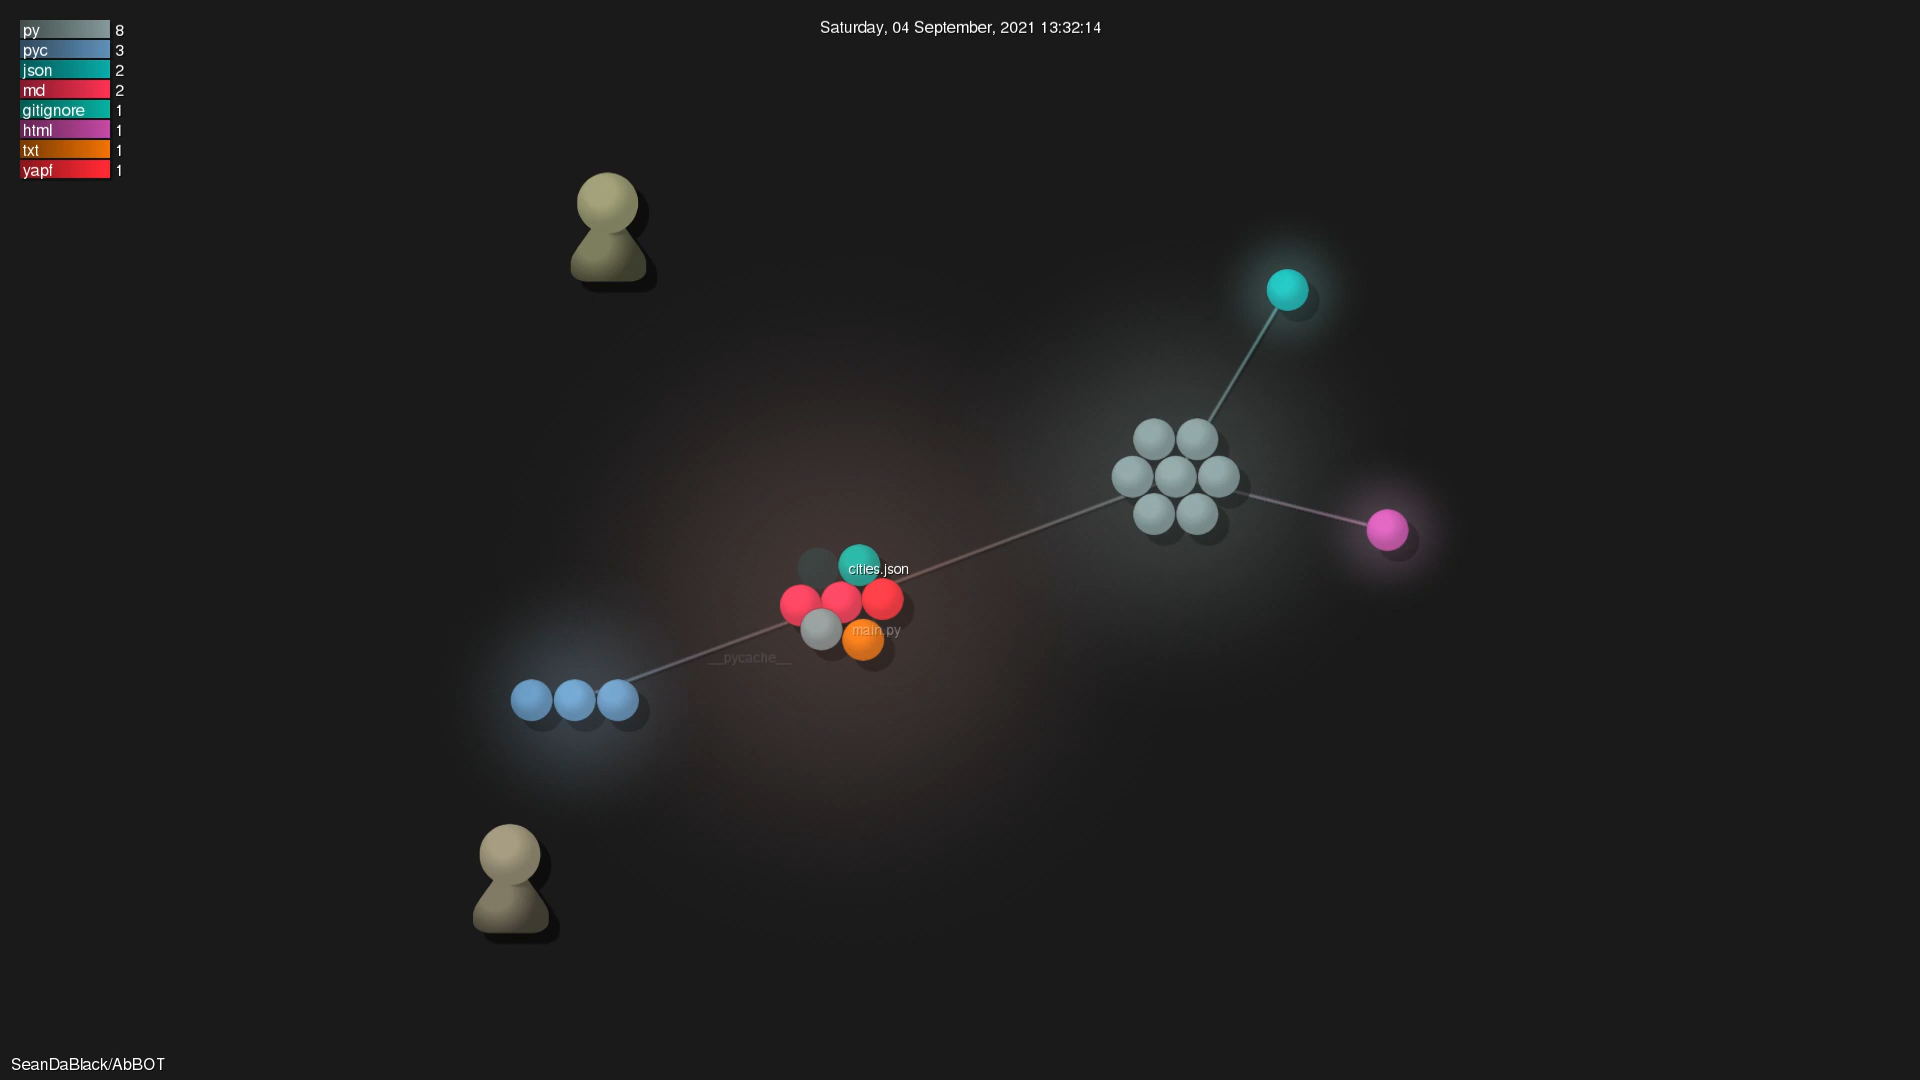 Saturday, 04 September, 2021 13:32:14
py 8
pyc 3
json 2
md 2
gitignore 1
html 1
txt 1
yapf 1
cities.json
main.py
__pycache__
SeanDaBlack/AbBOT